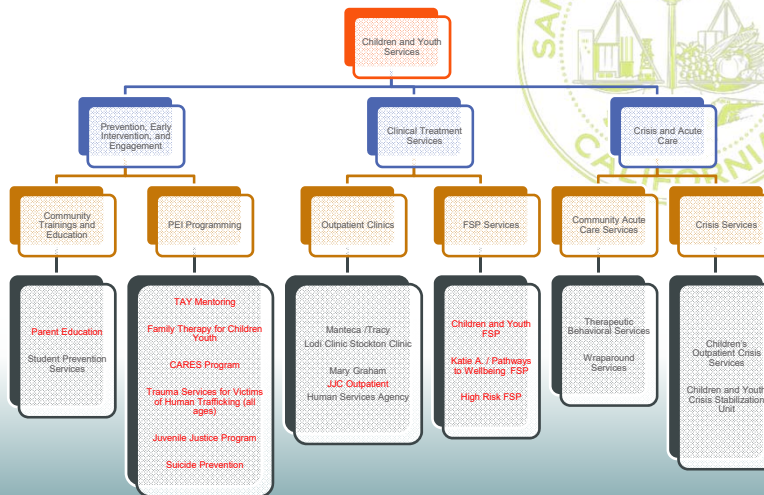 SAN
CALIFORNIA
Children and Youth
Services
Prevention, Early
Intervention, and
Engagement
Clinical Treatment
Services
Crisis and Acute
Care
Community
Trainings and
Education
PEI Programming
Outpatient Clinics
FSP Services
Community Acute
Care Services
Crisis Services
Parent Education
Student Prevention
Services
TAY Mentoring
Family Therapy for Children
Youth
CARES Program
Trauma Services for Victims
of Human Trafficking (all
ages)
Juvenile Justice Program
Suicide Prevention
Manteca /Tracy
Lodi Clinic Stockton Clinic
Mary Graham
JJC Outpatient
Human Services Agency
Children and Youth
FSP
Katie A. / Pathways
to Wellbeing FSP
High Risk FSP
Therapeutic
Behavioral Services
Wraparound
Services
Children's
Outpatient Crisis
Services
Children and Youth
Crisis Stabilization
Unit